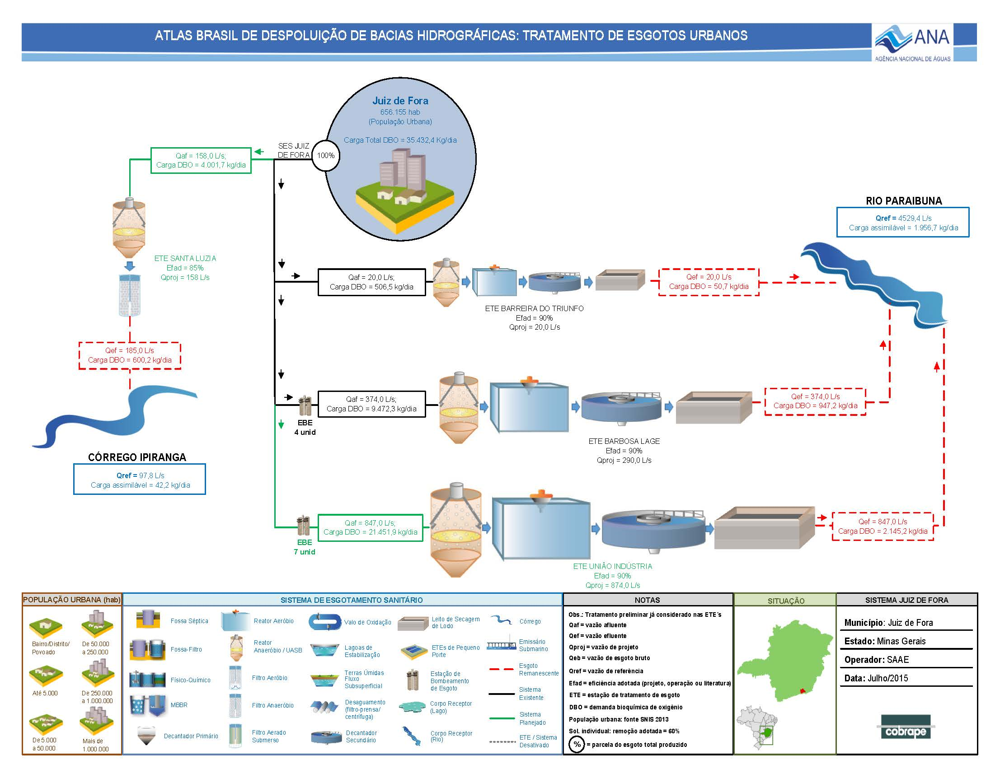 ATLAS BRASIL DE DESPOLUIÇÃO DE BACIAS HIDROGRÁFICAS: TRATAMENTO DE ESGOTOS URBANOS
ANA
AGÊNCIA NACIONAL DE ÁGUAS
Juiz de Fora
656.155 hab
(População Urbana)
Carga Total DBO = 35.432,4 Kg/dia
SES JUIZ
DE FORA
100%
Qaf = 158,0 L/s;
Carga DBO = 4.001,7 kg/dia
ETE SANTA LUZIA
Efad = 85%
Qproj = 158 L/s
Qef = 185,0 L/s
Carga DBO = 600,2 kg/dia
CÓRREGO IPIRANGA
Qref = 97,8 L/s
Carga assimilável = 42,2 kg/dia
RIO PARAIBUNA
Qref = 4529,4 L/s
Carga assimilável = 1.956,7 kg/dia
Qaf = 20,0 L/s;
Carga DBO = 506,5 kg/dia
ETE BARREIRA DO TRIUNFO
Efad = 90%
Qproj = 20,0 L/s
Qef = 20,0 L/s
Carga DBO = 50,7 kg/dia
EBE
4 unid
Qaf = 374,0 L/s;
Carga DBO = 9.472,3 kg/dia
ETE BARBOSA LAGE
Efad = 90%
Qproj = 290,0 L/s
Qef = 374,0 L/s
Carga DBO = 947,2 kg/dia
EBE
7 unid
Qaf = 847,0 L/s;
Carga DBO = 21.451,9 kg/dia
ETE UNIÃO INDÚSTRIA
Efad = 90%
Qproj = 874,0 L/s
Qef = 847,0 L/s
Carga DBO = 2.145,2 kg/dia
POPULAÇÃO URBANA (hab)
Bairro/Distrito/
Povoado
De 50.000
a 250.000
Até 5.000
De 250.000
a 1.000.000
De 5.000
a 50.000
Mais de
1.000.000
SISTEMA DE ESGOTAMENTO SANITÁRIO
Fossa Séptica
Fossa-Filtro
Físico-Químico
MBBR
Decantador Primário
Reator Aeróbio
Reator
Anaeróbio / UASB
Filtro Aeróbio
Filtro Anaeróbio
Filtro Aerado
Submerso
Valo de Oxidação
Lagoas de
Estabilização
Terras Úmidas
Fluxo
Subsuperficial
Desaguamento
(filtro-prensa/
centrífuga)
Decantador
Secundário
Leito de Secagem
de Lodo
ETEs de Pequeno
Porte
Estação de
Bombeamento
de Esgoto
Corpo Receptor
(Lago)
Corpo Receptor
(Rio)
Córrego
Emissário
Submarino
Esgoto
Remanescente
Sistema
Existente
Sistema
Planejado
ETE / Sistema
Desativado
NOTAS
Obs.: Tratamento preliminar já considerado nas ETE´s
Qaf = vazão afluente
Qef = vazão efluente
Qproj = vazão de projeto
Qeb = vazão de esgoto bruto
Qref = vazão de referência
Efad = eficiência adotada (projeto, operação ou literatura)
ETE = estação de tratamento de esgoto
DBO = demanda bioquímica de oxigênio
População urbana: fonte SNIS 2013
Sol. individual: remoção adotada = 60%
% = parcela do esgoto total produzido
SITUAÇÃO
SISTEMA JUIZ DE FORA
Município: Juiz de Fora
Estado: Minas Gerais
Operador: SAAE
Data: Julho/2015
cobrape